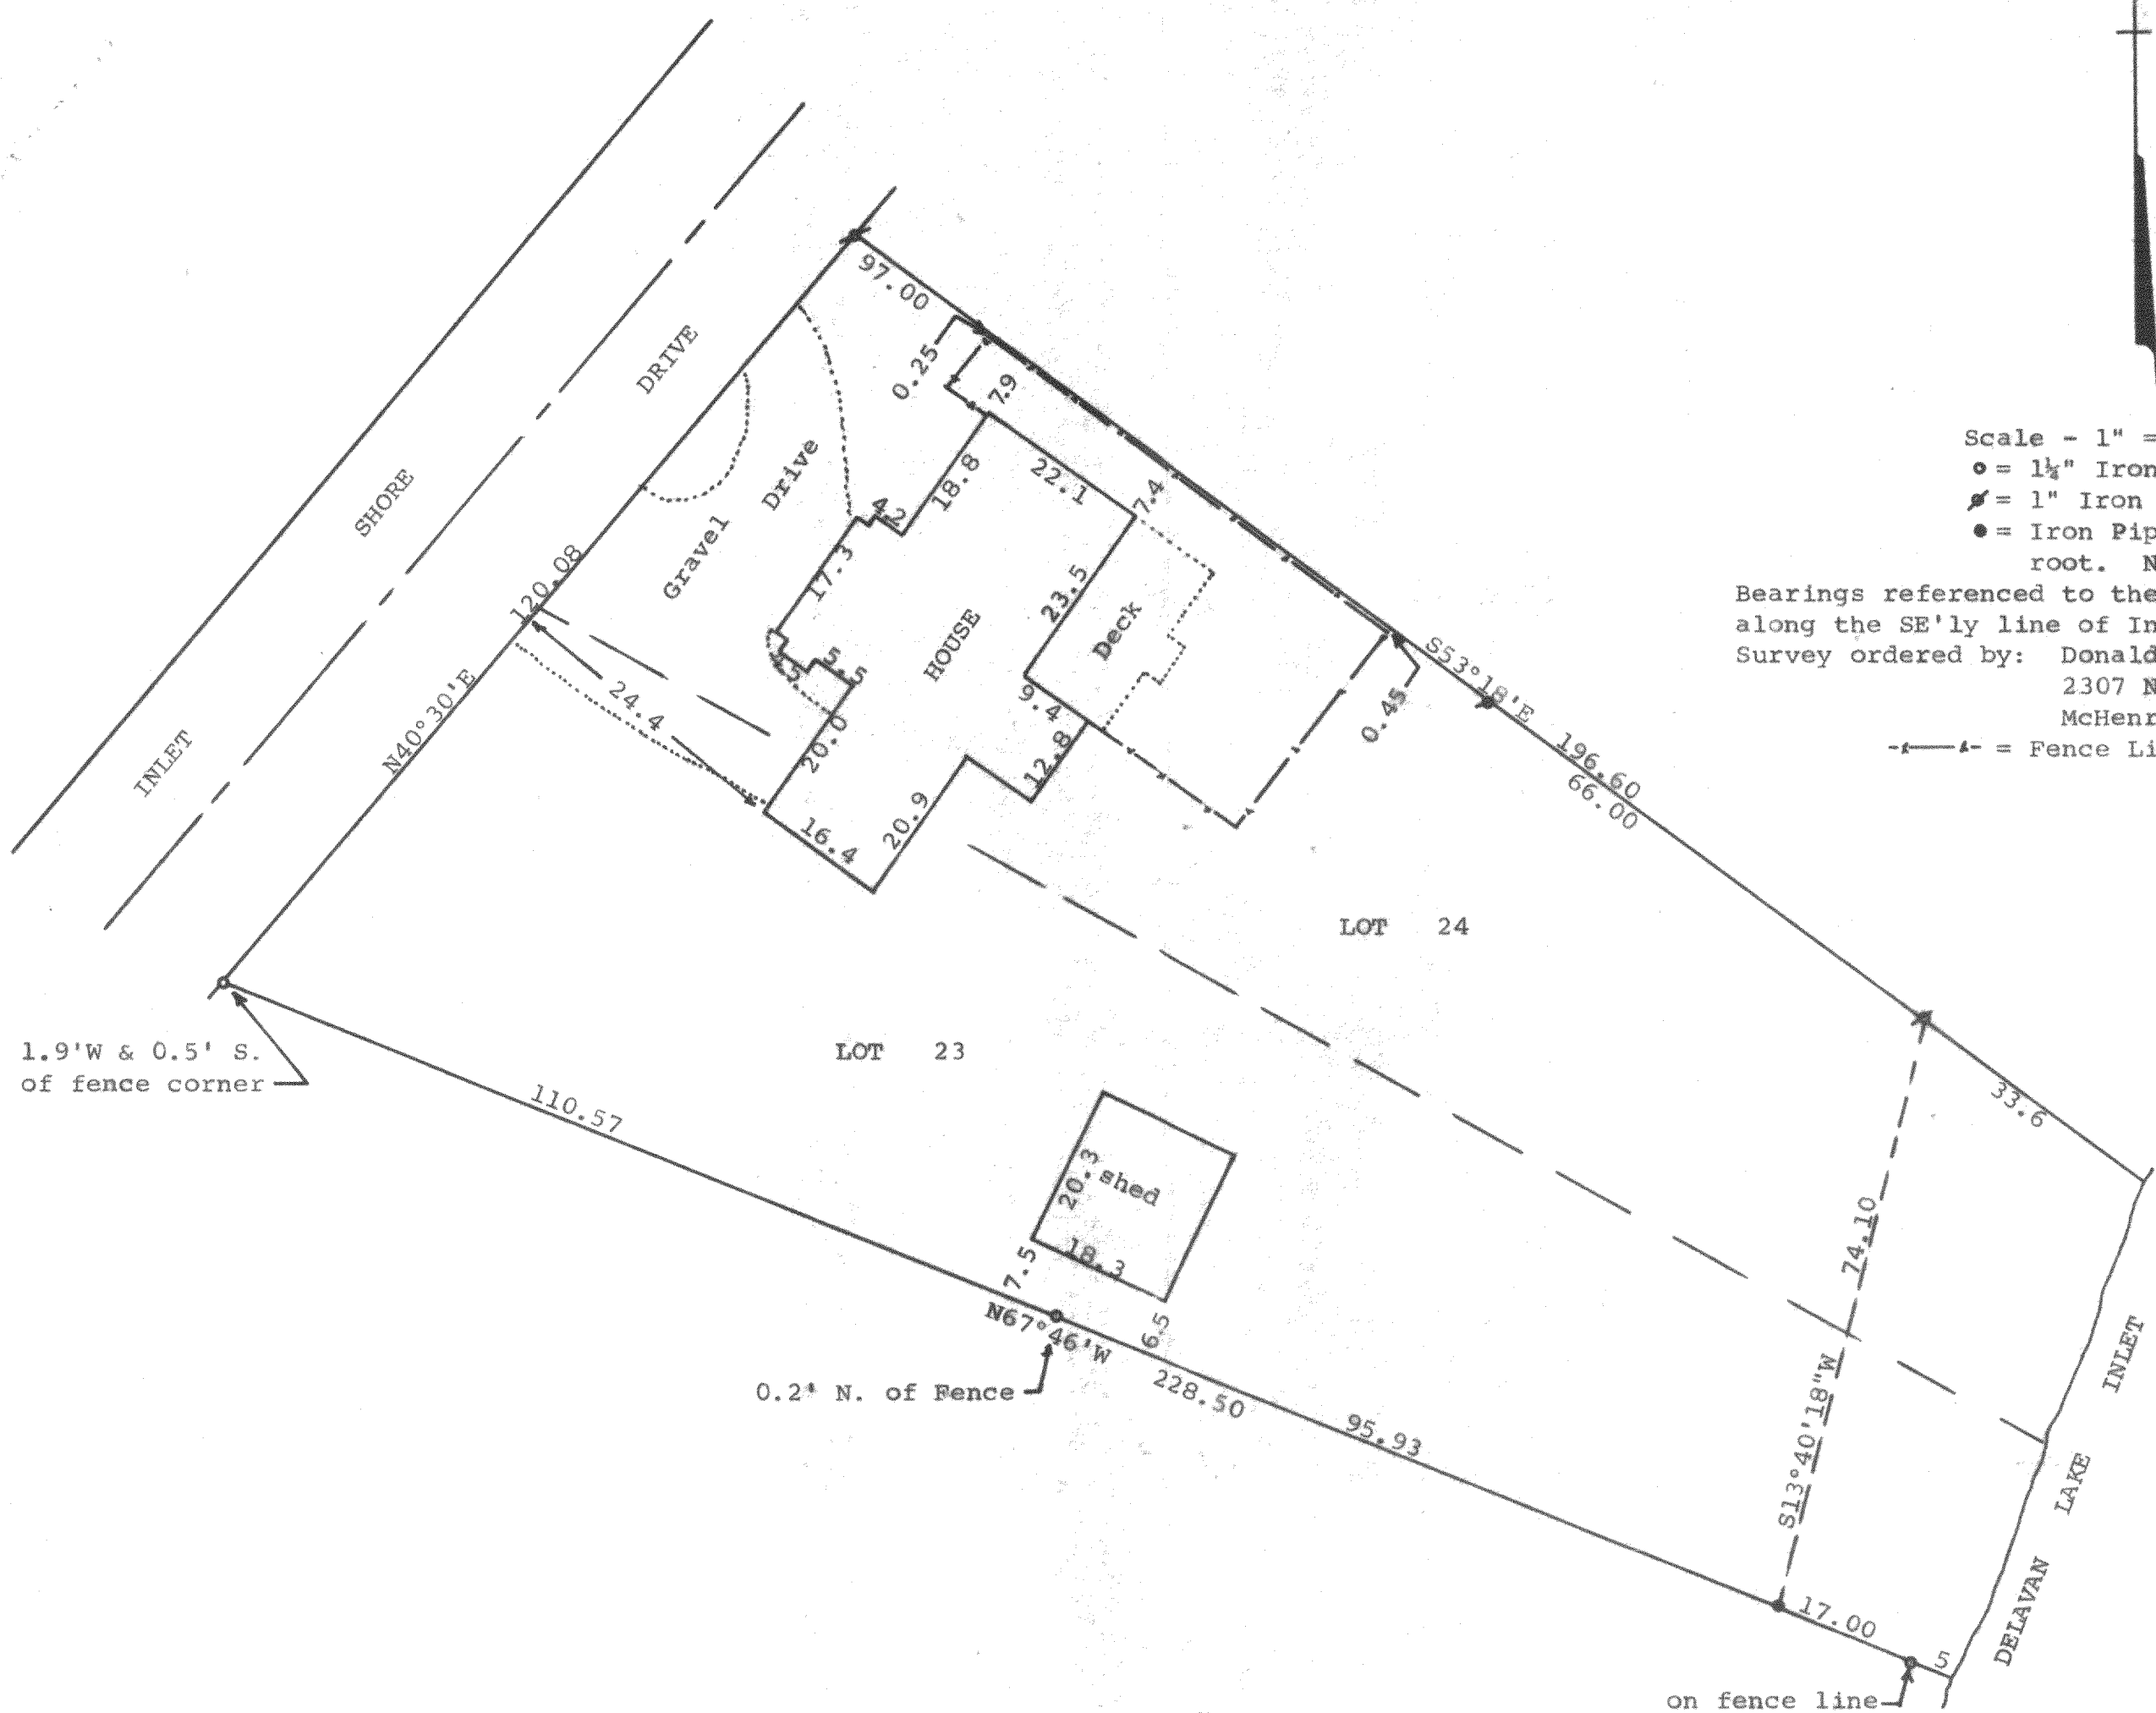 97.00
0.25
7.9
DRIVE
SHORE
INLET
Gravel Drive
18.8
22.1
7.4
4.2
17.3
HOUSE
23.5
Deck
5.5
9.4
12.8
20.0
24.4
16.4
20.9
120.08
N40°30'E
0.45
S53°18'E
196.60
66.00
Scale - 1" =
= 1¼" Iron
= 1" Iron
= Iron Pip
root. N
Bearings referenced to the
along the SE'ly line of In
Survey ordered by: Donald
2307 N
McHenr
= Fence Li
LOT 24
LOT 23
1.9'W & 0.5' S.
of fence corner
110.57
20.3
shed
18.3
7.5
6.5
N67°46'W
0.2' N. of Fence
228.50
95.93
33.6
74.10
S13°40'18"W
17.00
5
on fence line
DELAVAN LAKE INLET